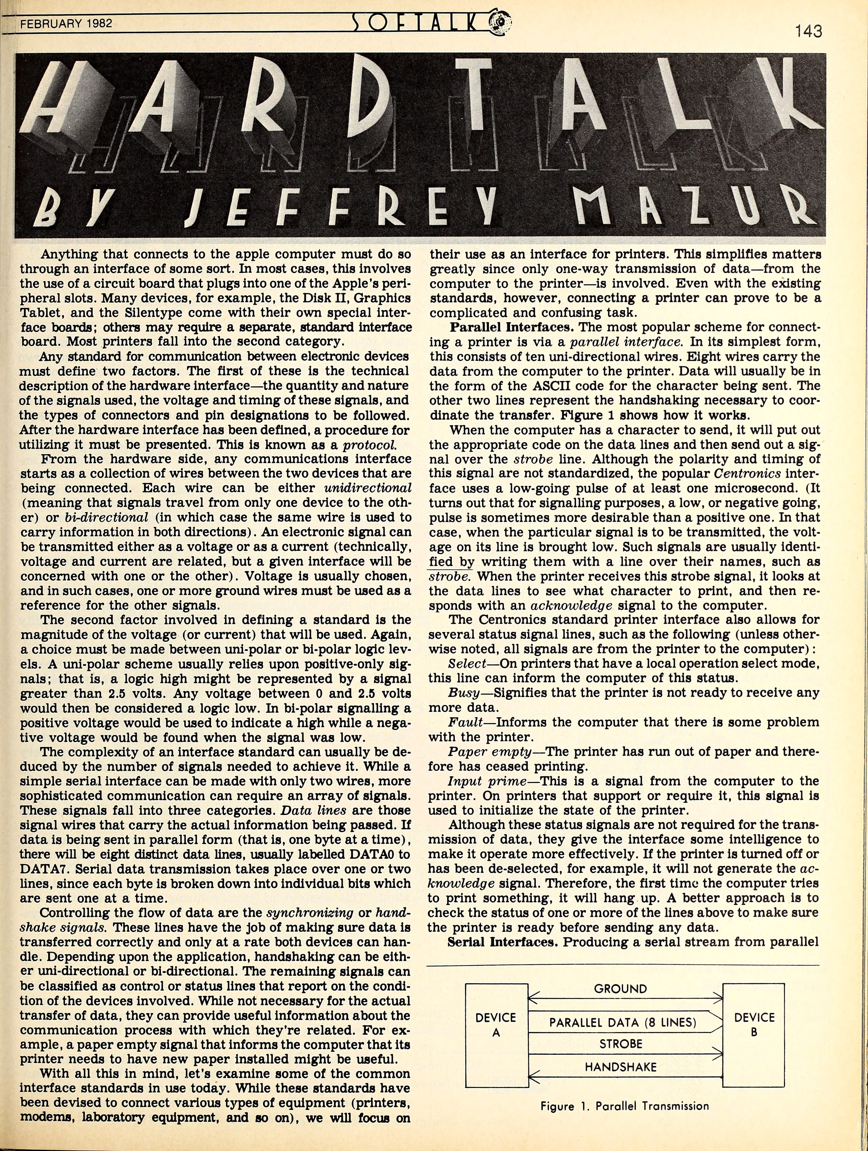 FEBRUARY 1982
SOFTALK
143
HARDTALK
BY JEFFREY MAZUR
Anything that connects to the apple computer must do so
through an interface of some sort. In most cases, this involves
the use of a circuit board that plugs into one of the Apple's peri-
pheral slots. Many devices, for example, the Disk II, Graphics
Tablet, and the Silentype come with their own special inter-
face boards; others may require a separate, standard interface
board. Most printers fall into the second category.
Any standard for communication between electronic devices
must define two factors. The first of these is the technical
description of the hardware interface—the quantity and nature
of the signals used, the voltage and timing of these signals, and
the types of connectors and pin designations to be followed.
After the hardware interface has been defined, a procedure for
utilizing it must be presented. This is known as a protocol.
From the hardware side, any communications interface
starts as a collection of wires between the two devices that are
being connected. Each wire can be either unidirectional
(meaning that signals travel from only one device to the oth-
er) or bi-directional (in which case the same wire is used to
carry information in both directions). An electronic signal can
be transmitted either as a voltage or as a current (technically,
voltage and current are related, but a given interface will be
concerned with one or the other). Voltage is usually chosen,
and in such cases, one or more ground wires must be used as a
reference for the other signals.
The second factor involved in defining a standard is the
magnitude of the voltage (or current) that will be used. Again,
a choice must be made between uni-polar or bi-polar logic lev-
els. A uni-polar scheme usually relies upon positive-only sig-
nals; that is, a logic high might be represented by a signal
greater than 2.5 volts. Any voltage between 0 and 2.5 volts
would then be considered a logic low. In bi-polar signalling a
positive voltage would be used to indicate a high while a nega-
tive voltage would be found when the signal was low.
The complexity of an interface standard can usually be de-
duced by the number of signals needed to achieve it. While a
simple serial interface can be made with only two wires, more
sophisticated communication can require an array of signals.
These signals fall into three categories. Data lines are those
signal wires that carry the actual information being passed. If
data is being sent in parallel form (that is, one byte at a time),
there will be eight distinct data lines, usually labelled DATA0 to
DATA7. Serial data transmission takes place over one or two
lines, since each byte is broken down into individual bits which
are sent one at a time.
Controlling the flow of data are the synchronizing or hand-
shake signals. These lines have the job of making sure data is
transferred correctly and only at a rate both devices can han-
dle. Depending upon the application, handshaking can be eith-
er uni-directional or bi-directional. The remaining signals can
be classified as control or status lines that report on the condi-
tion of the devices involved. While not necessary for the actual
transfer of data, they can provide useful information about the
communication process with which they're related. For ex-
ample, a paper empty signal that informs the computer that its
printer needs to have new paper installed might be useful.
With all this in mind, let's examine some of the common
interface standards in use today. While these standards have
been devised to connect various types of equipment (printers,
modems, laboratory equipment, and so on), we will focus on
their use as an interface for printers. This simplifies matters
greatly since only one-way transmission of data—from the
computer to the printer—is involved. Even with the existing
standards, however, connecting a printer can prove to be a
complicated and confusing task.
Parallel Interfaces. The most popular scheme for connect-
ing a printer is via a parallel interface. In its simplest form,
this consists of ten uni-directional wires. Eight wires carry the
data from the computer to the printer. Data will usually be in
the form of the ASCII code for the character being sent. The
other two lines represent the handshaking necessary to coor-
dinate the transfer. Figure 1 shows how it works.
When the computer has a character to send, it will put out
the appropriate code on the data lines and then send out a sig-
nal over the strobe line. Although the polarity and timing of
this signal are not standardized, the popular Centronics inter-
face uses a low-going pulse of at least one microsecond. (It
turns out that for signalling purposes, a low, or negative going,
pulse is sometimes more desirable than a positive one. In that
case, when the particular signal is to be transmitted, the volt-
age on its line is brought low. Such signals are usually identi-
fied by writing them with a line over their names, such as
strobe. When the printer receives this strobe signal, it looks at
the data lines to see what character to print, and then re-
sponds with an acknowledge signal to the computer.
The Centronics standard printer interface also allows for
several status signal lines, such as the following (unless other-
wise noted, all signals are from the printer to the computer):
Select—On printers that have a local operation select mode,
this line can inform the computer of this status.
Busy—Signifies that the printer is not ready to receive any
more data.
Fault—Informs the computer that there is some problem
with the printer.
Paper empty—The printer has run out of paper and there-
fore has ceased printing.
Input prime—This is a signal from the computer to the
printer. On printers that support or require it, this signal is
used to initialize the state of the printer.
Although these status signals are not required for the trans-
mission of data, they give the interface some intelligence to
make it operate more effectively. If the printer is turned off or
has been de-selected, for example, it will not generate the ac-
knowledge signal. Therefore, the first time the computer tries
to print something, it will hang up. A better approach is to
check the status of one or more of the lines above to make sure
the printer is ready before sending any data.
Serial Interfaces. Producing a serial stream from parallel
GROUND
DEVICE
A
PARALLEL DATA (8 LINES)
DEVICE
B
STROBE
HANDSHAKE
Figure 1. Parallel Transmission